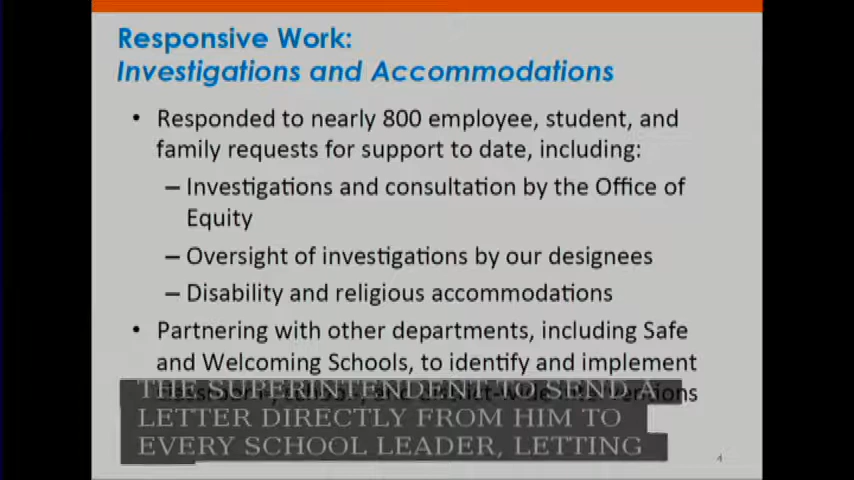 Responsive Work:
Investigations and Accommodations
• Responded to nearly 800 employee, student, and
family requests for support to date, including:
– Investigations and consultation by the Office of
Equity
– Oversight of investigations by our designees
– Disability and religious accommodations
• Partnering with other departments, including Safe
and Welcoming Schools, to identify and implement
THE SUPERINTENDENT TO SEND A
LETTER DIRECTLY FROM HIM TO
EVERY SCHOOL LEADER, LETTING
4